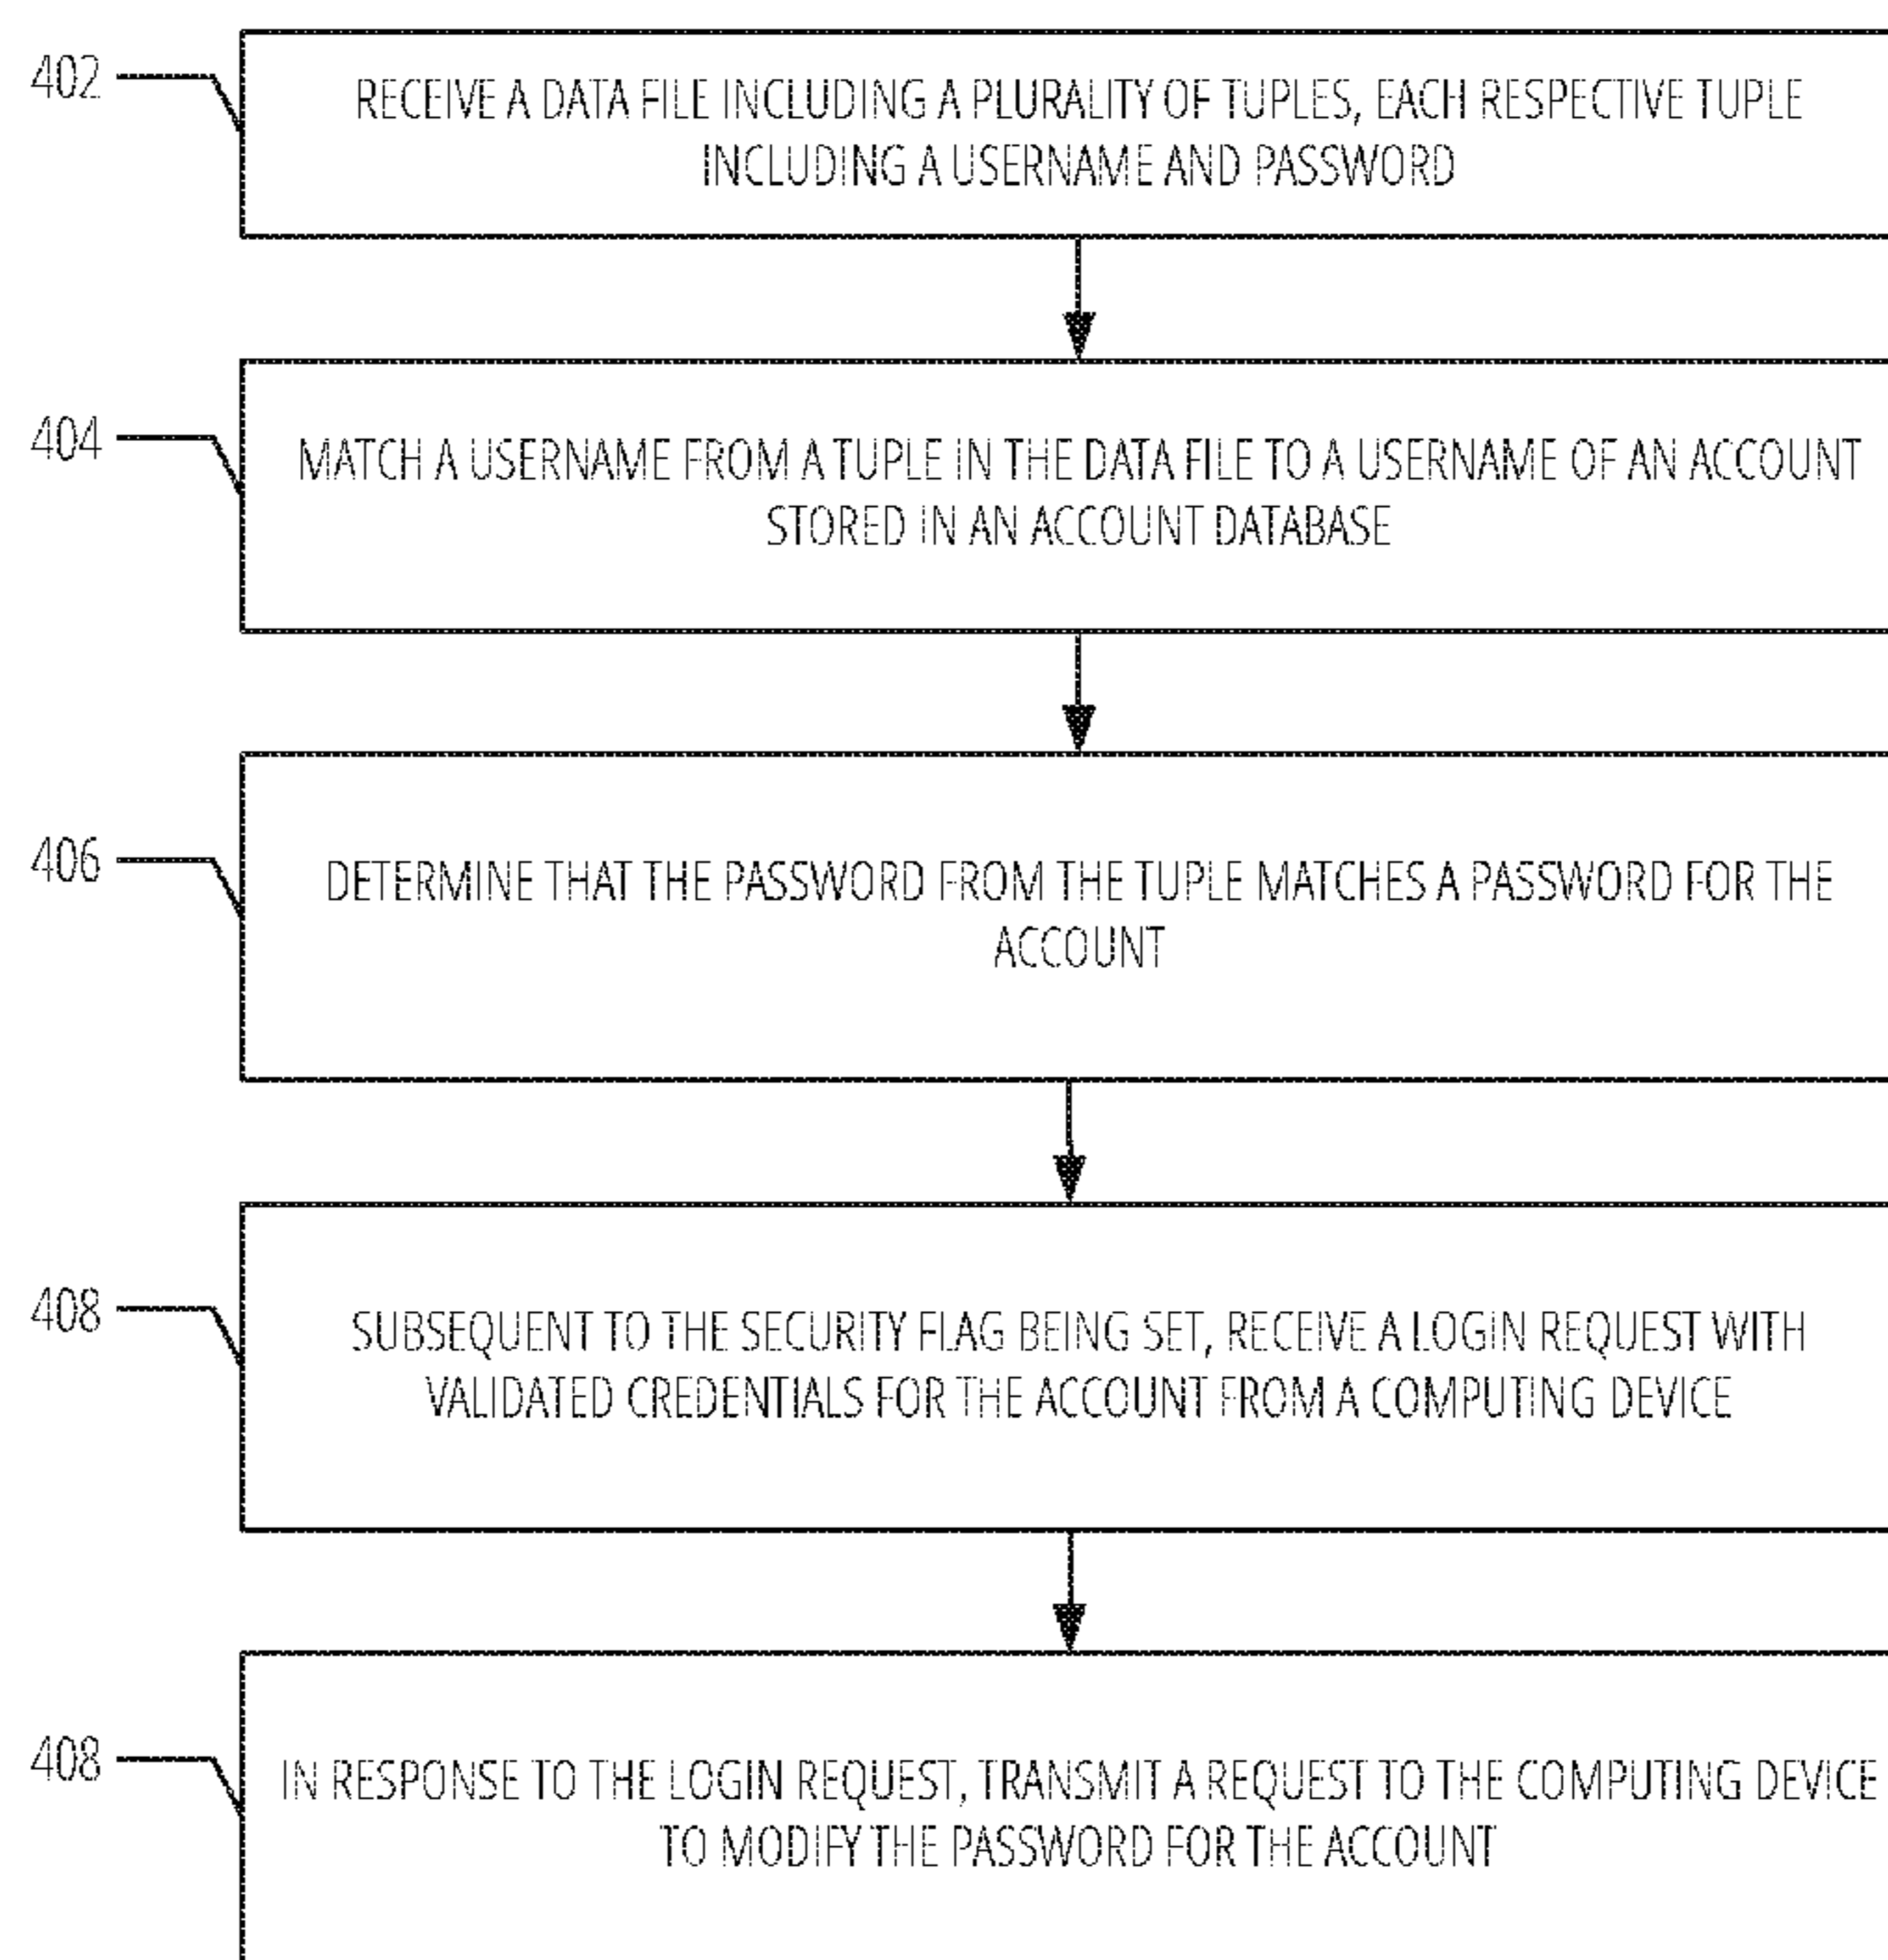 402
RECEIVE A DATA FILE INCLUDING A PLURALITY OF TUPLES, EACH RESPECTIVE TUPLE
INCLUDING A USERNAME AND PASSWORD
404
MATCH A USERNAME FROM A TUPLE IN THE DATA FILE TO A USERNAME OF AN ACCOUNT
STORED IN AN ACCOUNT DATABASE
406
DETERMINE THAT THE PASSWORD FROM THE TUPLE MATCHES A PASSWORD FOR THE
ACCOUNT
408
SUBSEQUENT TO THE SECURITY FLAG BEING SET, RECEIVE A LOGIN REQUEST WITH
VALIDATED CREDENTIALS FOR THE ACCOUNT FROM A COMPUTING DEVICE
408
IN RESPONSE TO THE LOGIN REQUEST, TRANSMIT A REQUEST TO THE COMPUTING DEVICE
TO MODIFY THE PASSWORD FOR THE ACCOUNT